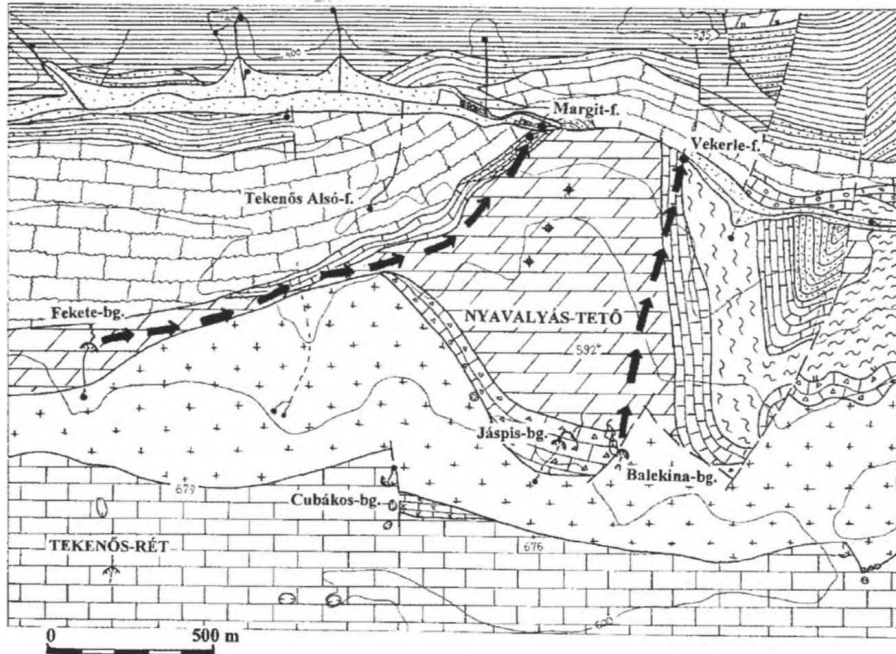 400
525
Margit-f.
Vekerle-f.
Tekenős Alsó-f.
Fekete-bg.
NYAVALYÁS-TETŐ
592
Jáspis-bg.
Balekina-bg.
679
Cubákos-bg.
TEKENŐS-RÉT
676
600
0 500 m